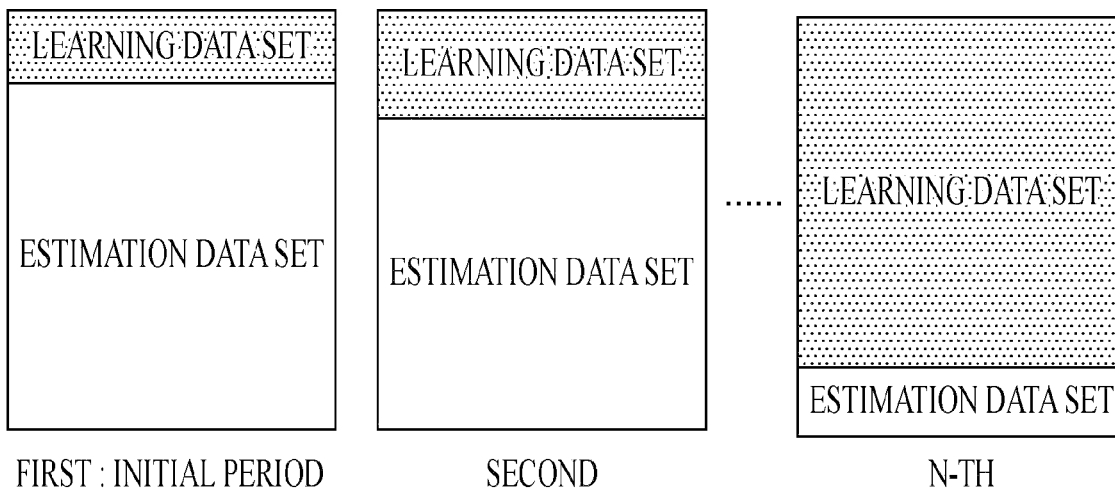 LEARNING DATA SET
ESTIMATION DATA SET
FIRST : INITIAL PERIOD
LEARNING DATA SET
ESTIMATION DATA SET
SECOND
......
LEARNING DATA SET
ESTIMATION DATA SET
N-TH